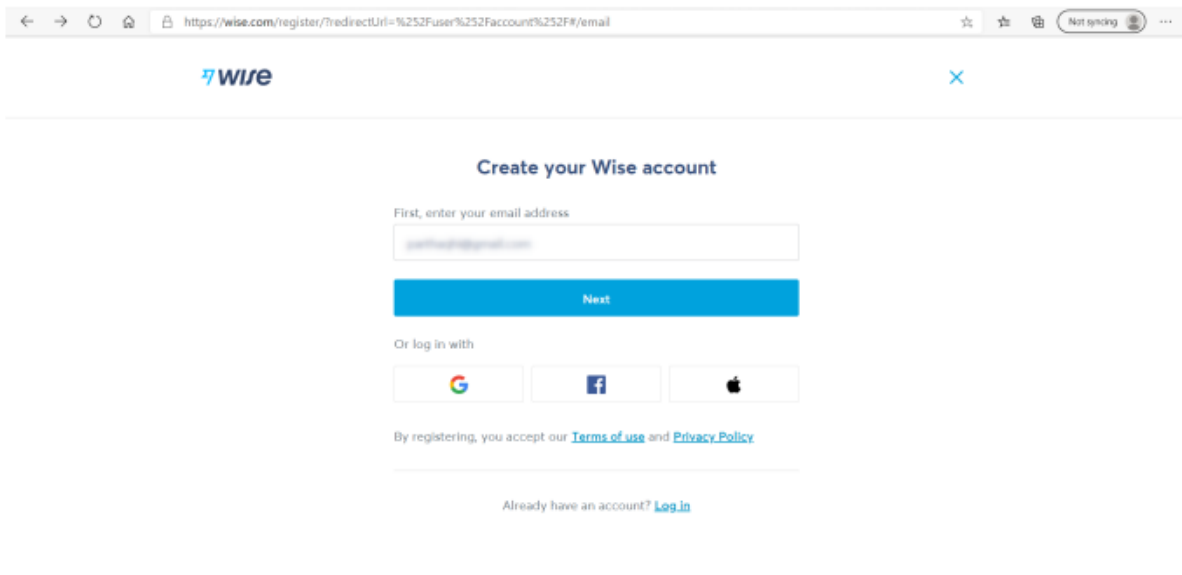 https://wise.com/register/?redirectUrl=%252Fuser%252Faccount%252F#/email
Not syncing
wise
Create your Wise account
First, enter your email address
Next
Or log in with
By registering, you accept our Terms of use and Privacy Policy
Already have an account? Log in